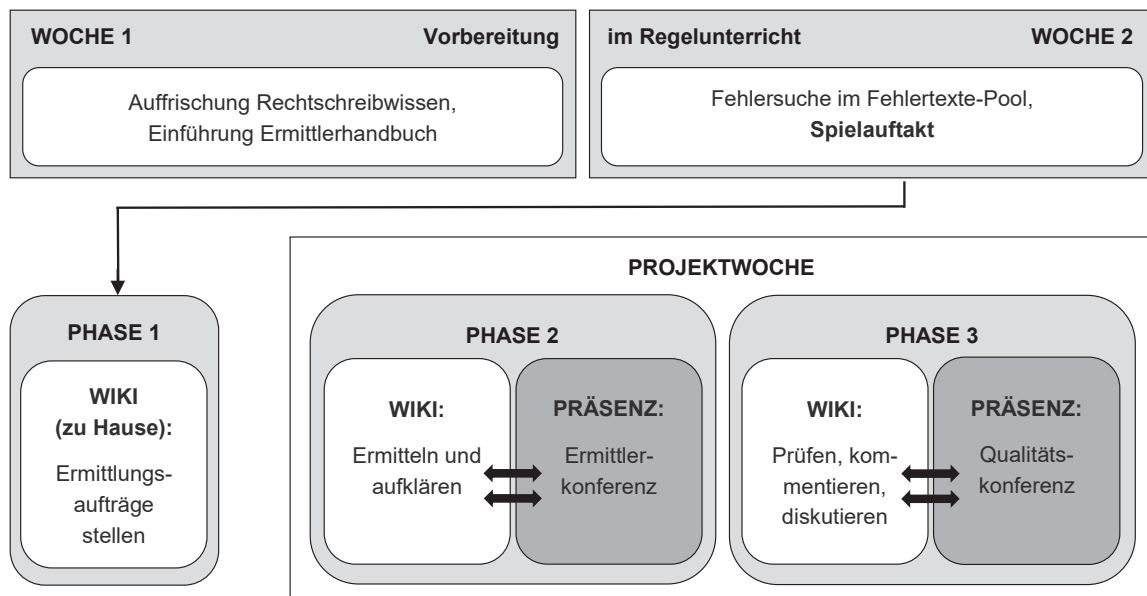 WOCHE 1 Vorbereitung
Auffrischung Rechtschreibwissen,
Einführung Ermittlerhandbuch
im Regelunterricht WOCHE 2
Fehlersuche im Fehlertexte-Pool,
Spielauftakt
PROJEKTWOCHE
PHASE 1
WIKI
(zu Hause):
Ermittlungs-
aufträge
stellen
PHASE 2
WIKI:
Ermitteln und
aufklären
PRÄSENZ:
Ermittler-
konferenz
PHASE 3
WIKI:
Prüfen, kom-
mentieren,
diskutieren
PRÄSENZ:
Qualitäts-
konferenz